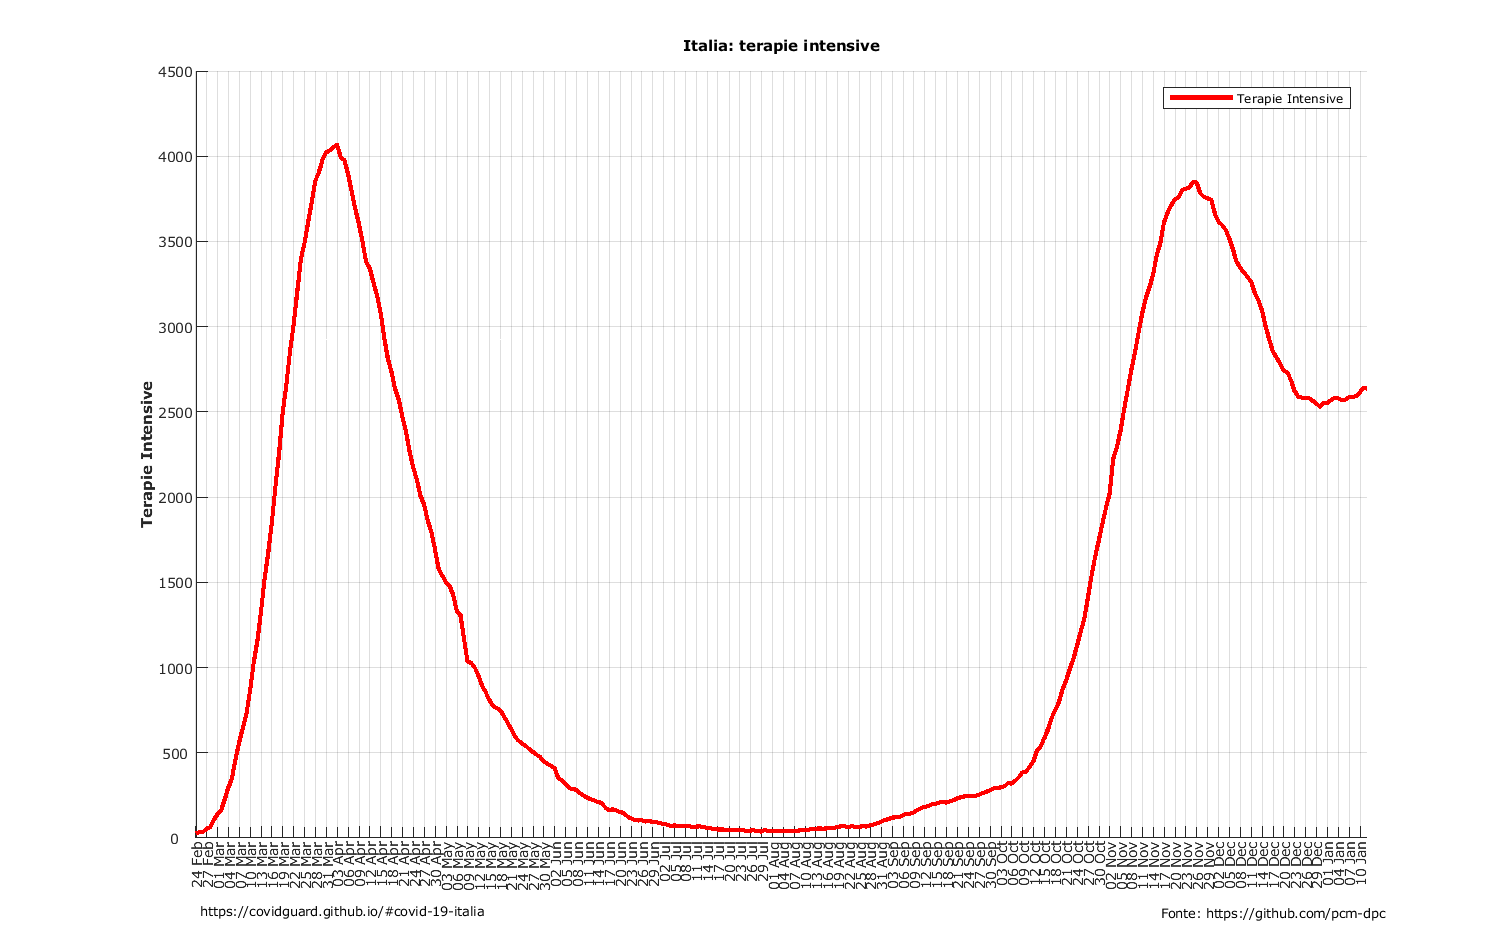 Italia: terapie intensive
Terapie Intensive
Terapie Intensive
4500
4000
3500
3000
2500
2000
1500
1000
500
0
24 Feb
27 Feb
01 Mar
04 Mar
07 Mar
10 Mar
13 Mar
16 Mar
19 Mar
22 Mar
25 Mar
28 Mar
31 Mar
03 Apr
06 Apr
09 Apr
12 Apr
15 Apr
18 Apr
21 Apr
24 Apr
27 Apr
30 Apr
03 May
06 May
09 May
12 May
15 May
18 May
21 May
24 May
27 May
30 May
02 Jun
05 Jun
08 Jun
11 Jun
14 Jun
17 Jun
20 Jun
23 Jun
26 Jun
29 Jun
02 Jul
05 Jul
08 Jul
11 Jul
14 Jul
17 Jul
20 Jul
23 Jul
26 Jul
29 Jul
01 Aug
04 Aug
07 Aug
10 Aug
13 Aug
16 Aug
19 Aug
22 Aug
25 Aug
28 Aug
31 Aug
03 Sep
06 Sep
09 Sep
12 Sep
15 Sep
18 Sep
21 Sep
24 Sep
27 Sep
30 Sep
03 Oct
06 Oct
09 Oct
12 Oct
15 Oct
18 Oct
21 Oct
24 Oct
27 Oct
30 Oct
02 Nov
05 Nov
08 Nov
11 Nov
14 Nov
17 Nov
20 Nov
23 Nov
26 Nov
29 Nov
02 Dec
05 Dec
08 Dec
11 Dec
14 Dec
17 Dec
20 Dec
23 Dec
26 Dec
29 Dec
01 Jan
04 Jan
07 Jan
10 Jan
https://covidguard.github.io/#covid-19-italia
Fonte: https://github.com/pcm-dpc